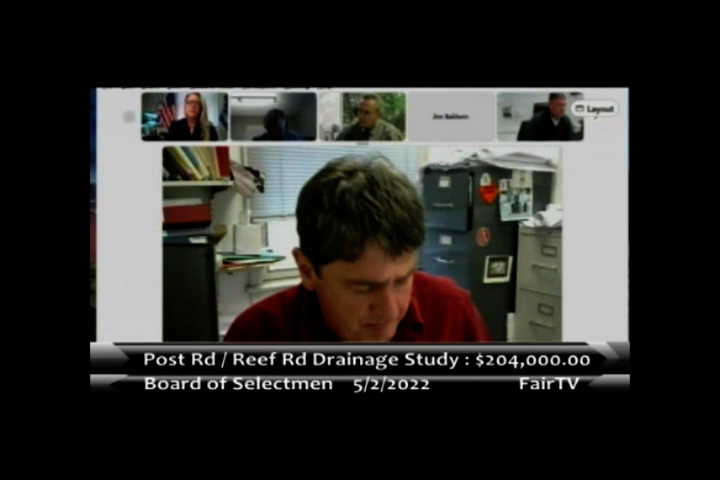 Jim Baldwin
Layout
Post Rd / Reef Rd Drainage Study : $204,000.00
Board of Selectmen 5/2/2022 FairTV